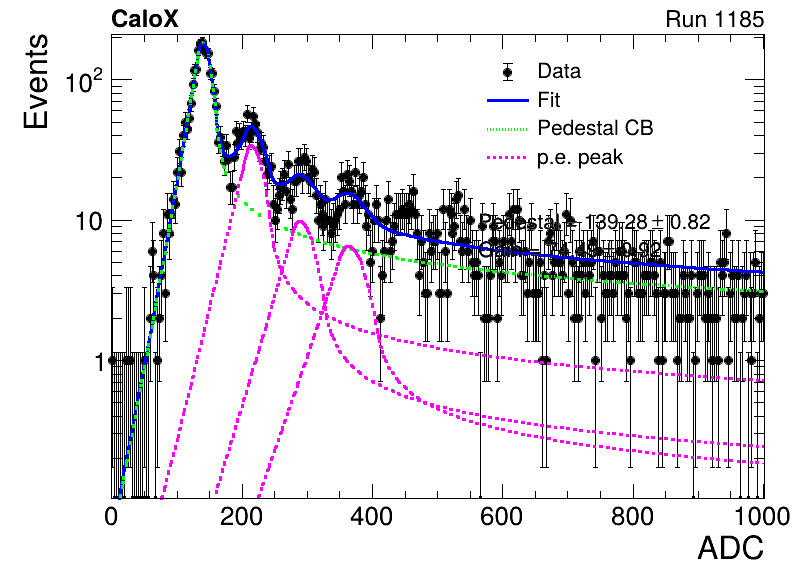 CaloX Run 1185
Events
Data
Fit
Pedestal CB
p.e. peak
Pedestal = 139.28 ± 0.82
10²
10
1
0 200 400 600 800 1000
ADC